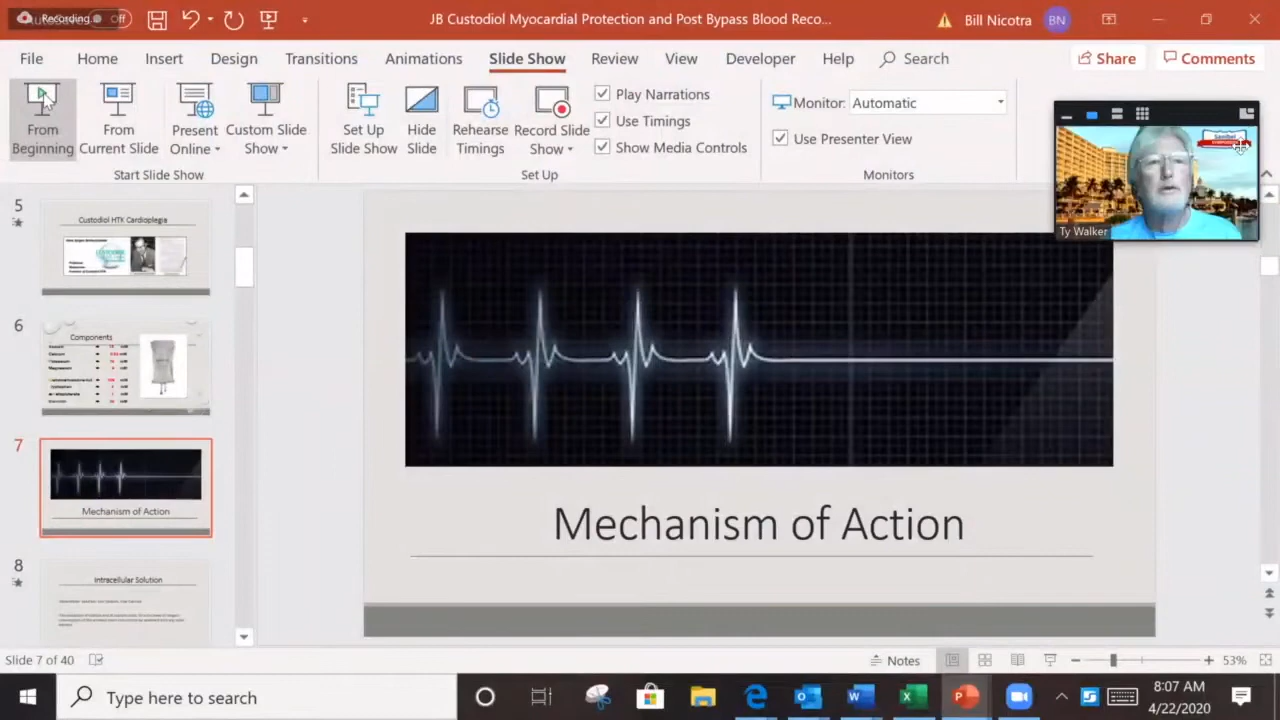 Recording...
Off
JB Custodiol Myocardial Protection and Post Bypass Blood Reco...
Bill Nicotra
BN
File
Home
Insert
Design
Transitions
Animations
Slide Show
Review
View
Developer
Help
Search
Share
Comments
From
Beginning
From
Current Slide
Present
Online
Custom Slide
Show
Set Up
Slide Show
Hide
Slide
Rehearse
Timings
Record Slide
Show
Play Narrations
Use Timings
Show Media Controls
Monitor:
Automatic
Use Presenter View
Start Slide Show
Set Up
Monitors
Ty Walker
5
Custodiol HTK Cardioplegia
6
Components
7
Mechanism of Action
8
Intracellular Solution
Mechanism of Action
Slide 7 of 40
Notes
53%
Type here to search
8:07 AM
4/22/2020